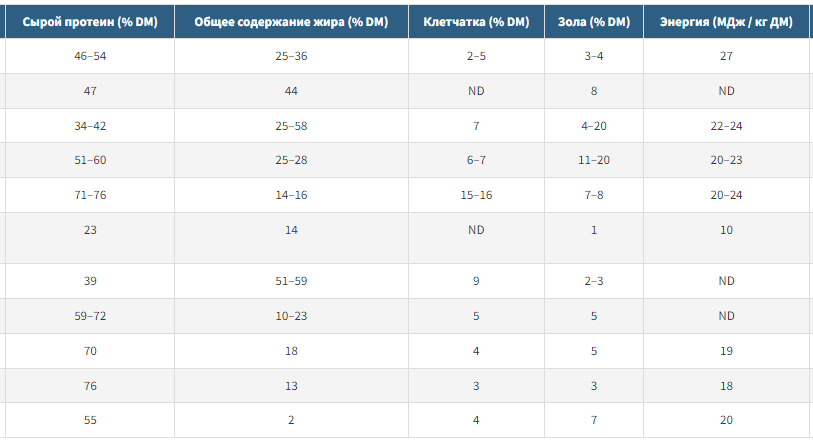 Сырой протеин (% DM) Общее содержание жира (% DM) Клетчатка (% DM) Зола (% DM) Энергия (МДж / кг ДМ)
46–54 25–36 2–5 3–4 27
47 44 ND 8 ND
34–42 25–58 7 4–20 22–24
51–60 25–28 6–7 11–20 20–23
71–76 14–16 15–16 7–8 20–24
23 14 ND 1 10
39 51–59 9 2–3 ND
59–72 10–23 5 5 ND
70 18 4 5 19
76 13 3 3 18
55 2 4 7 20